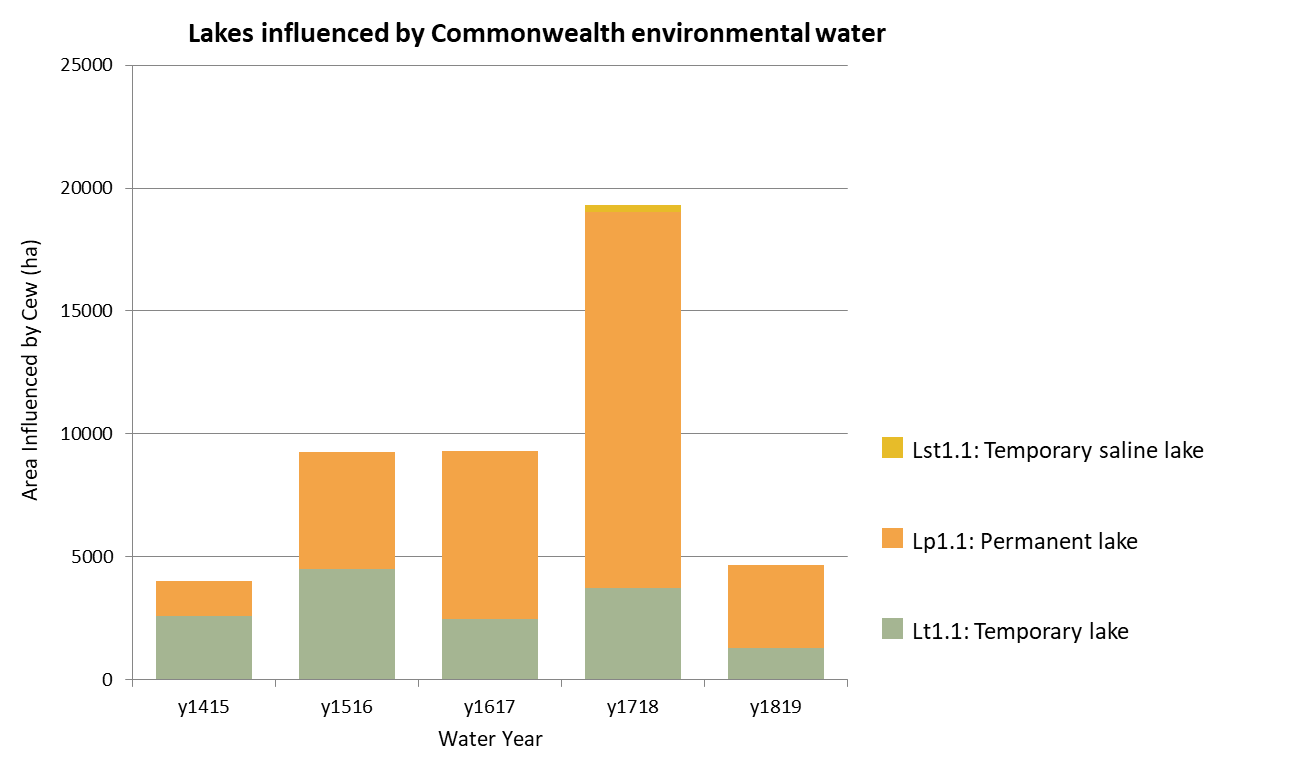 Lakes influenced by Commonwealth environmental water
25000
20000
15000
10000
5000
0
Area Influenced by Cew (ha)
y1415
y1516
y1617
y1718
y1819
Water Year
Lst1.1: Temporary saline lake
Lp1.1: Permanent lake
Lt1.1: Temporary lake